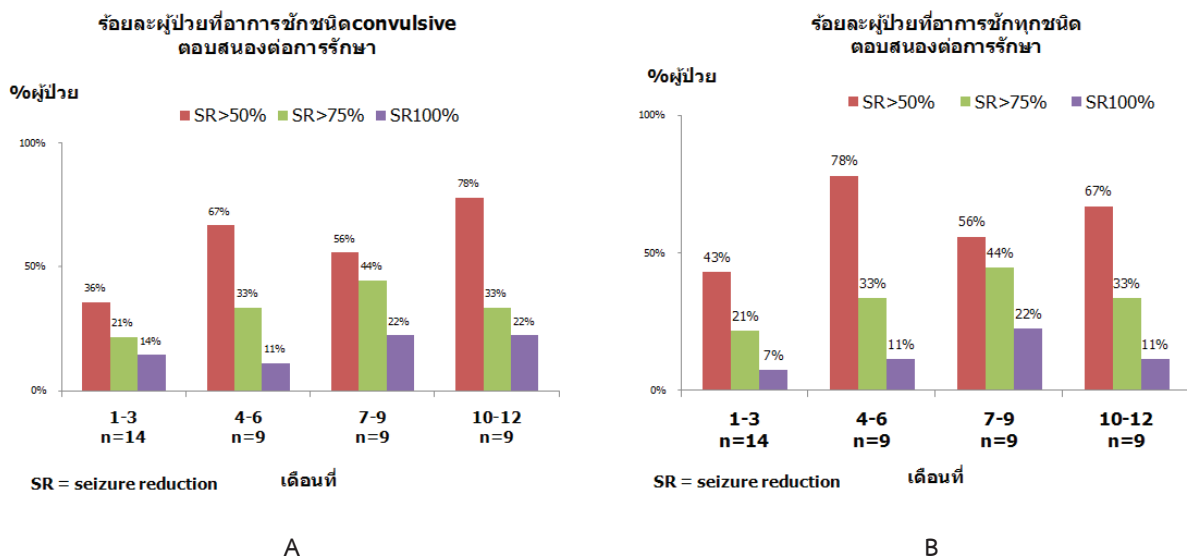 ร้อยละผู้ป่วยที่อาการชักชนิดconvulsive
ตอบสนองต่อการรักษา
%ผู้ป่วย
SR>50% SR>75% SR100%
100%
50%
0%
36%
21%
14%
67%
33%
11%
56%
44%
22%
78%
33%
22%
1-3 4-6 7-9 10-12
n=14 n=9 n=9 n=9
SR = seizure reduction เดือนที่
A
ร้อยละผู้ป่วยที่อาการชักทุกชนิด
ตอบสนองต่อการรักษา
%ผู้ป่วย
SR>50% SR>75% SR100%
100%
50%
0%
43%
21%
7%
78%
33%
11%
56%
44%
22%
67%
33%
11%
1-3 4-6 7-9 10-12
n=14 n=9 n=9 n=9
SR = seizure reduction เดือนที่
B